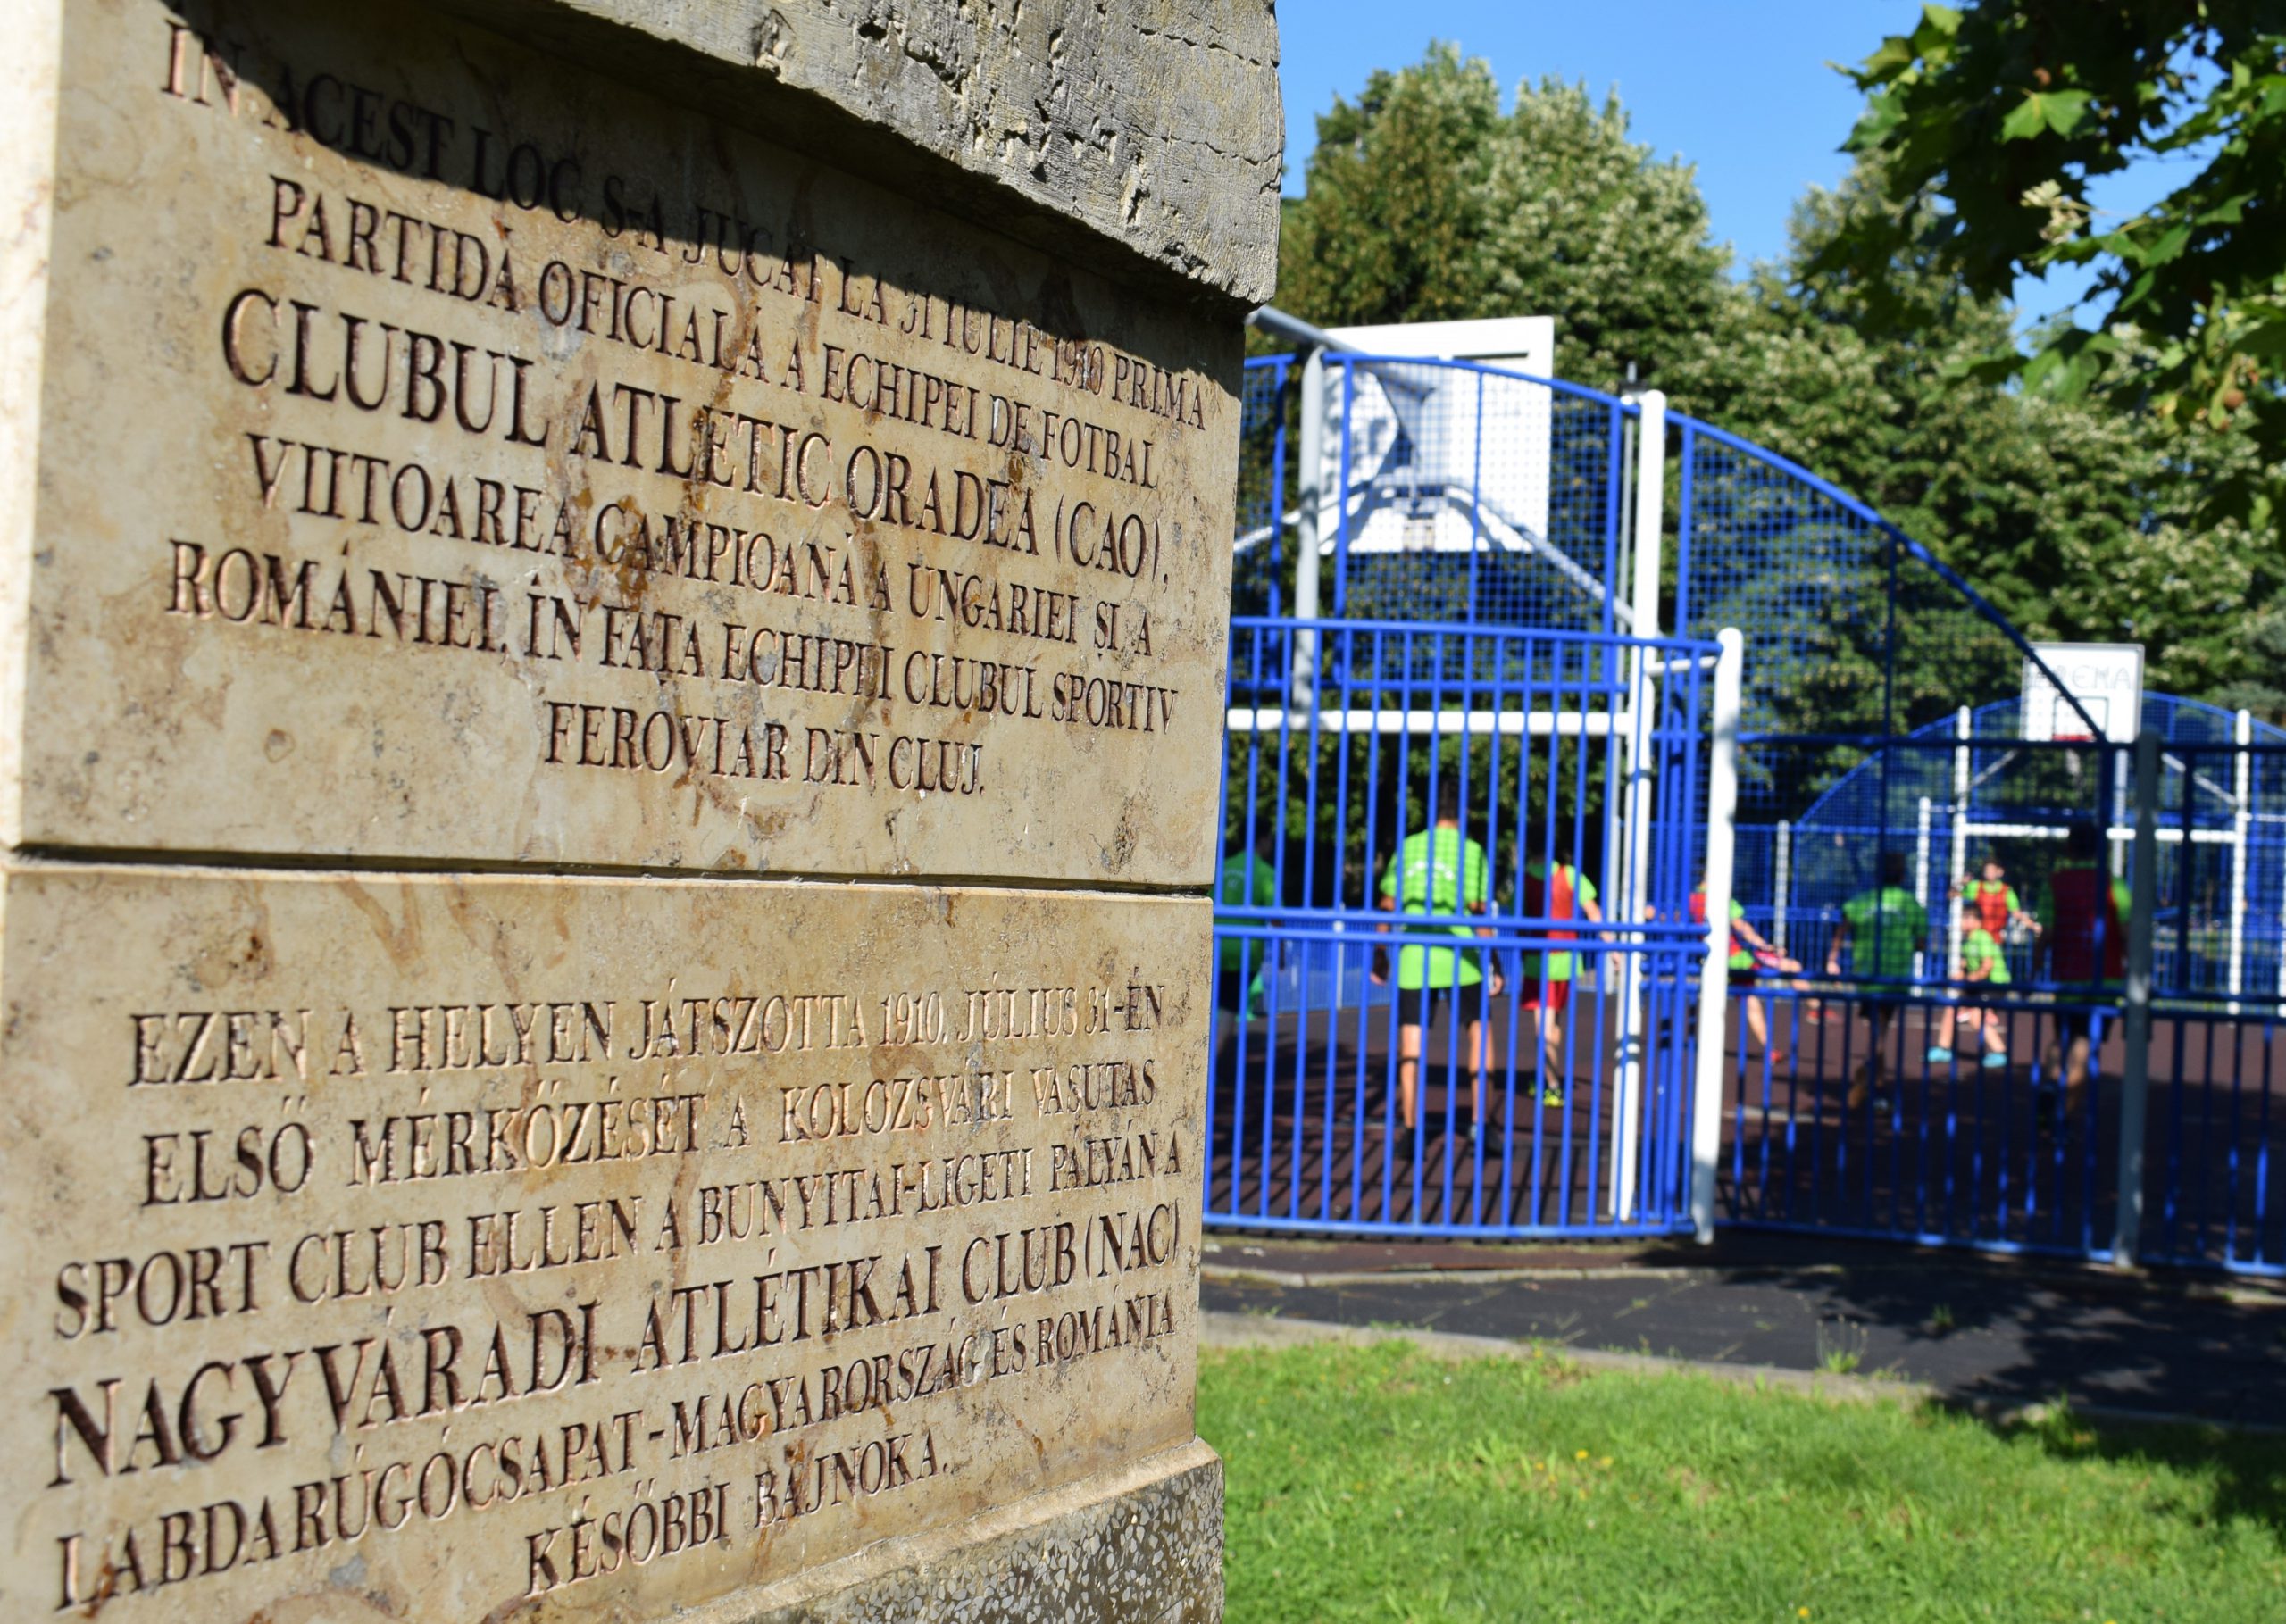 IN ACEST LOC S-A JUCAT LA 31 IULIE 1910 PRIMA
PARTIDĂ OFICIALĂ A ECHIPEI DE FOTBAL
CLUBUL ATLETIC ORADEA (CAO),
VIITOAREA CAMPIOANĂ A UNGARIEI ȘI A
ROMÂNIEI, ÎN FAȚA ECHIPEI CLUBUL SPORTIV
FEROVIAR DIN CLUJ.
EZEN A HELYEN JÁTSZOTTA 1910. JÚLIUS 31-ÉN
ELSŐ MÉRKŐZÉSÉT A KOLOZSVÁRI VASUTAS
SPORT CLUB ELLEN A BUNYITAI-LIGETI PÁLYÁN A
NAGYVÁRADI ATLÉTIKAI CLUB (NAC)
LABDARÚGÓCSAPAT-MAGYARORSZÁG ÉS ROMÁNIA
KÉSŐBBI BAJNOKA.